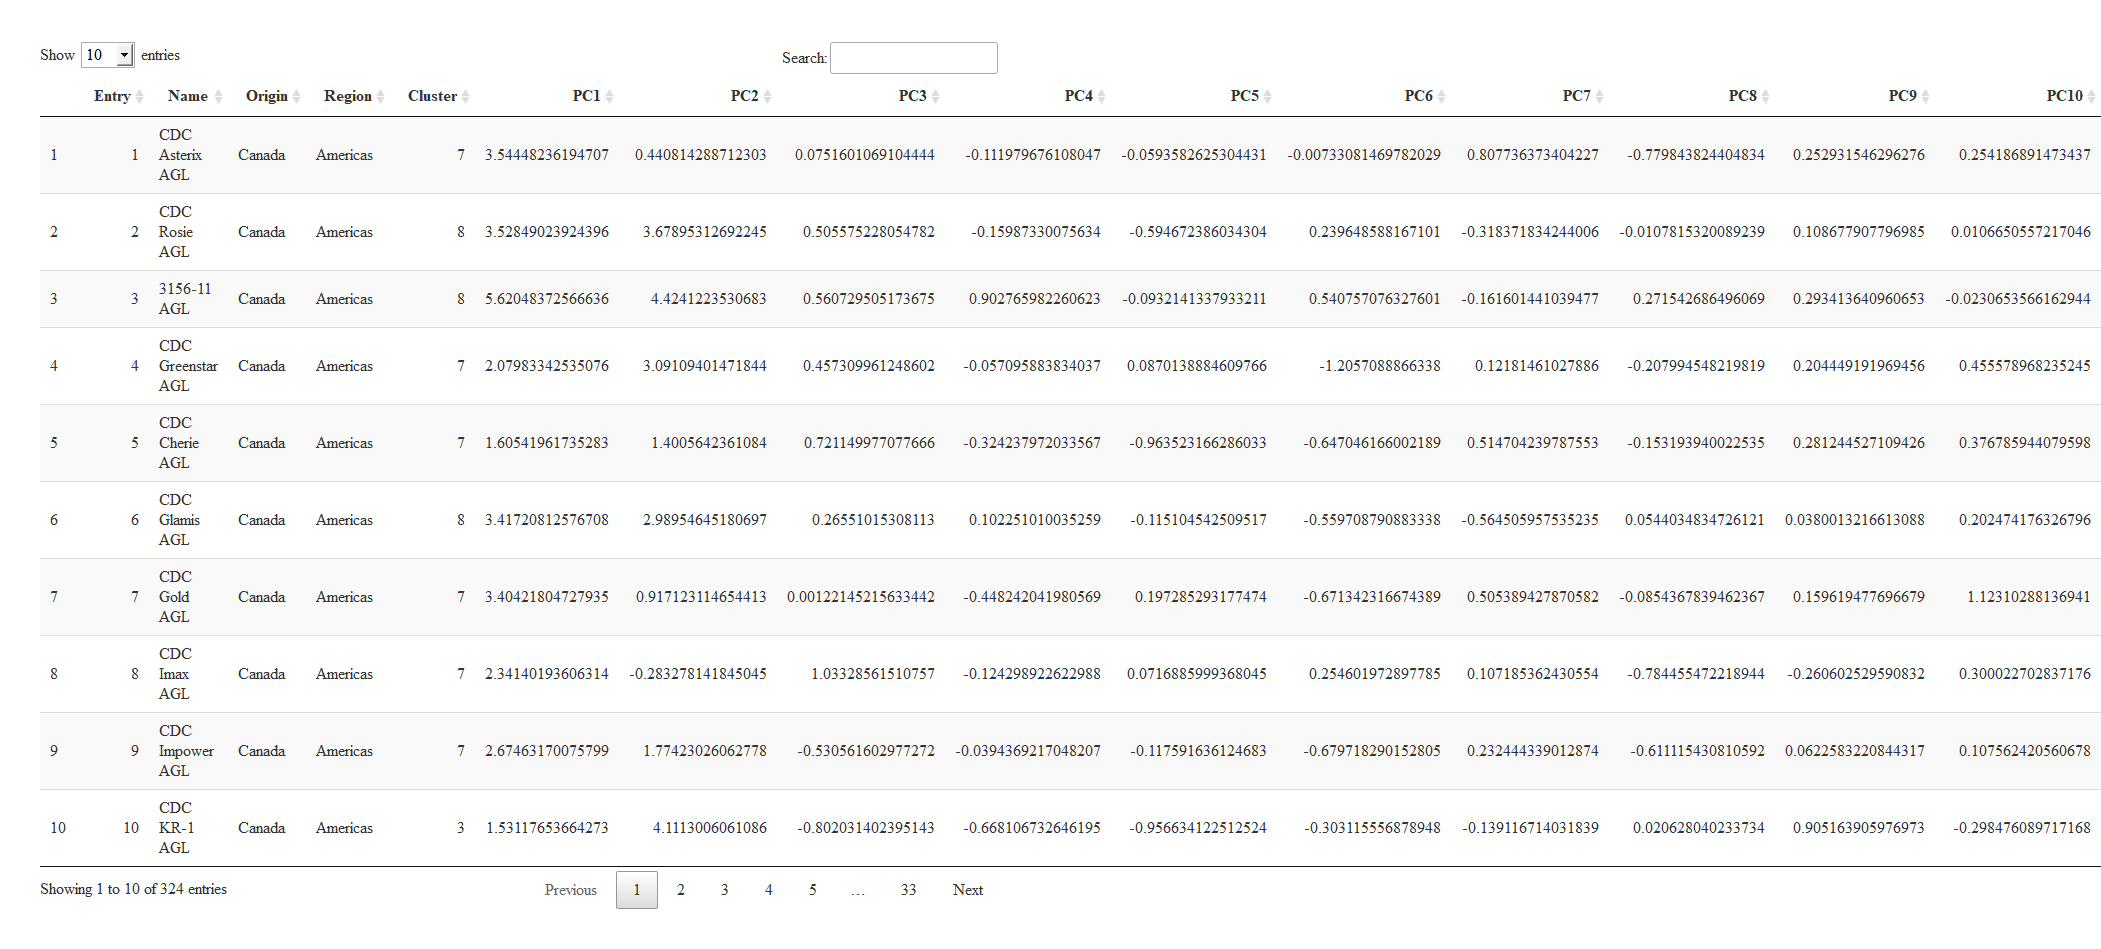 Show 10 entries Search:
Entry Name Origin Region Cluster PC1 PC2 PC3 PC4 PC5 PC6 PC7 PC8 PC9 PC10
1 1 CDC Asterix AGL Canada Americas 7 3.54448236194707 0.440814288712303 0.0751601069104444 -0.111979676108047 -0.0593582625304431 -0.00733081469782029 0.807736373404227 -0.779843824404834 0.252931546296276 0.254186891473437
2 2 CDC Rosie AGL Canada Americas 8 3.52849023924396 3.67895312692245 0.505575228054782 -0.15987330075634 -0.594672386034304 0.239648588167101 -0.318371834244006 -0.0107815320089239 0.108677907796985 0.0106650557217046
3 3 3156-11 AGL Canada Americas 8 5.62048372566636 4.4241223530683 0.560729505173675 0.902765982260623 -0.0932141337933211 0.540757076327601 -0.161601441039477 0.271542686496069 0.293413640960653 -0.0230653566162944
4 4 CDC Greenstar AGL Canada Americas 7 2.07983342535076 3.09109401471844 0.457309961248602 -0.057095883834037 0.0870138884609766 -1.2057088866338 0.12181461027886 -0.207994548219819 0.204449191969456 0.455578968235245
5 5 CDC Cherie AGL Canada Americas 7 1.60541961735283 1.4005642361084 0.721149977077666 -0.324237972033567 -0.963523166286033 -0.647046166002189 0.514704239787553 -0.153193940022535 0.281244527109426 0.376785944079598
6 6 CDC Glamis AGL Canada Americas 8 3.41720812576708 2.98954645180697 0.26551015308113 0.102251010035259 -0.115104542509517 -0.559708790883338 -0.564505957535235 0.0544034834726121 0.0380013216613088 0.202474176326796
7 7 CDC Gold AGL Canada Americas 7 3.40421804727935 0.917123114654413 0.00122145215633442 -0.448242041980569 0.197285293177474 -0.671342316674389 0.505389427870582 -0.0854367839462367 0.159619477696679 1.12310288136941
8 8 CDC Imax AGL Canada Americas 7 2.34140193606314 -0.283278141845045 1.03328561510757 -0.124298922622988 0.0716885999368045 0.254601972897785 0.107185362430554 -0.784455472218944 -0.260602529590832 0.300022702837176
9 9 CDC Impower AGL Canada Americas 7 2.67463170075799 1.77423026062778 -0.530561602977272 -0.0394369217048207 -0.117591636124683 -0.679718290152805 0.232444339012874 -0.611115430810592 0.0622583220844317 0.107562420560678
10 10 CDC KR-1 AGL Canada Americas 3 1.53117653664273 4.1113006061086 -0.802031402395143 -0.668106732646195 -0.956634122512524 -0.303115556878948 -0.139116714031839 0.020628040233734 0.905163905976973 -0.298476089717168
Showing 1 to 10 of 324 entries Previous 1 2 3 4 5 … 33 Next